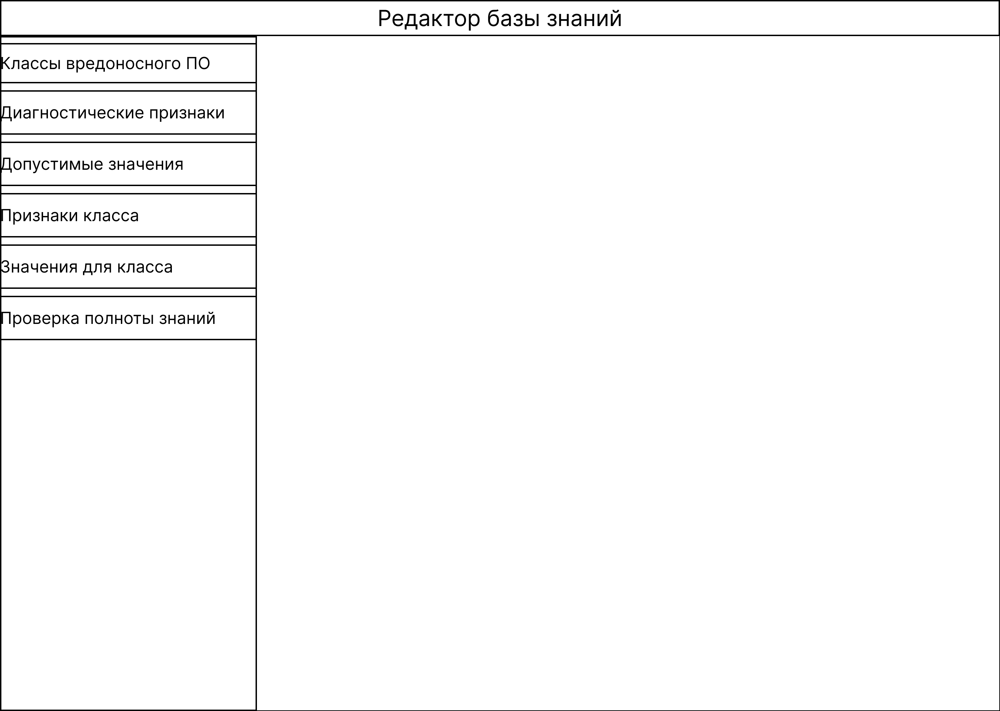 Редактор базы знаний
Классы вредоносного ПО
Диагностические признаки
Допустимые значения
Признаки класса
Значения для класса
Проверка полноты знаний